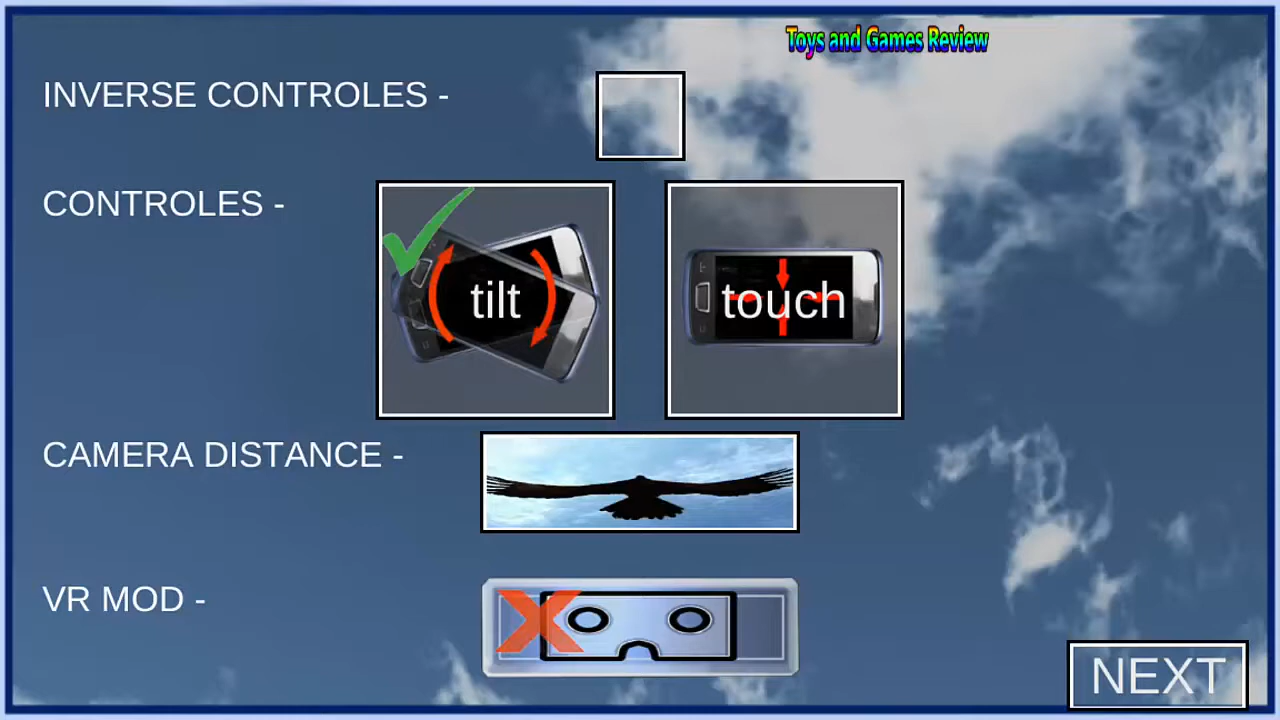 Toys and Games Review
INVERSE CONTROLES -
CONTROLES -
tilt
touch
CAMERA DISTANCE -
VR MOD -
NEXT